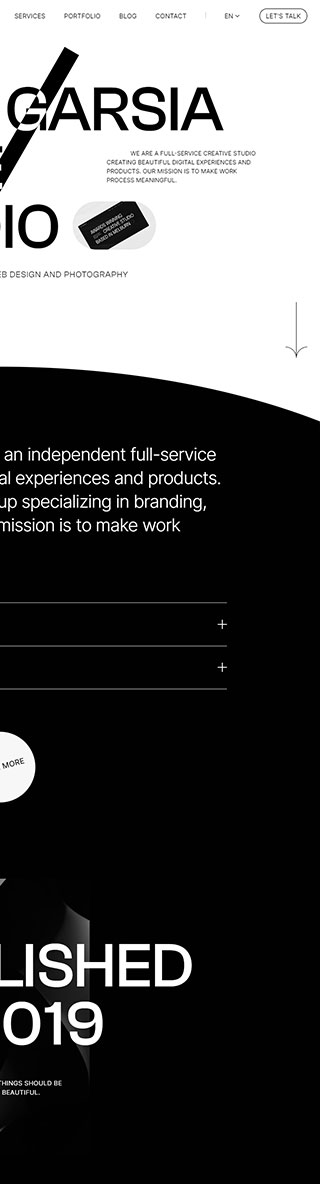 SERVICES PORTFOLIO BLOG CONTACT EN LET'S TALK
GARSIA
WE ARE A FULL-SERVICE CREATIVE STUDIO
CREATING BEAUTIFUL DIGITAL EXPERIENCES AND
PRODUCTS. OUR MISSION IS TO MAKE WORK
PROCESS MEANINGFUL.
IO
AWARDS WINNING
CREATIVE STUDIO
BASED IN MELBURN
EB DESIGN AND PHOTOGRAPHY
an independent full-service
al experiences and products.
up specializing in branding,
mission is to make work
+
+
MORE
LISHED
019
THINGS SHOULD BE
BEAUTIFUL.